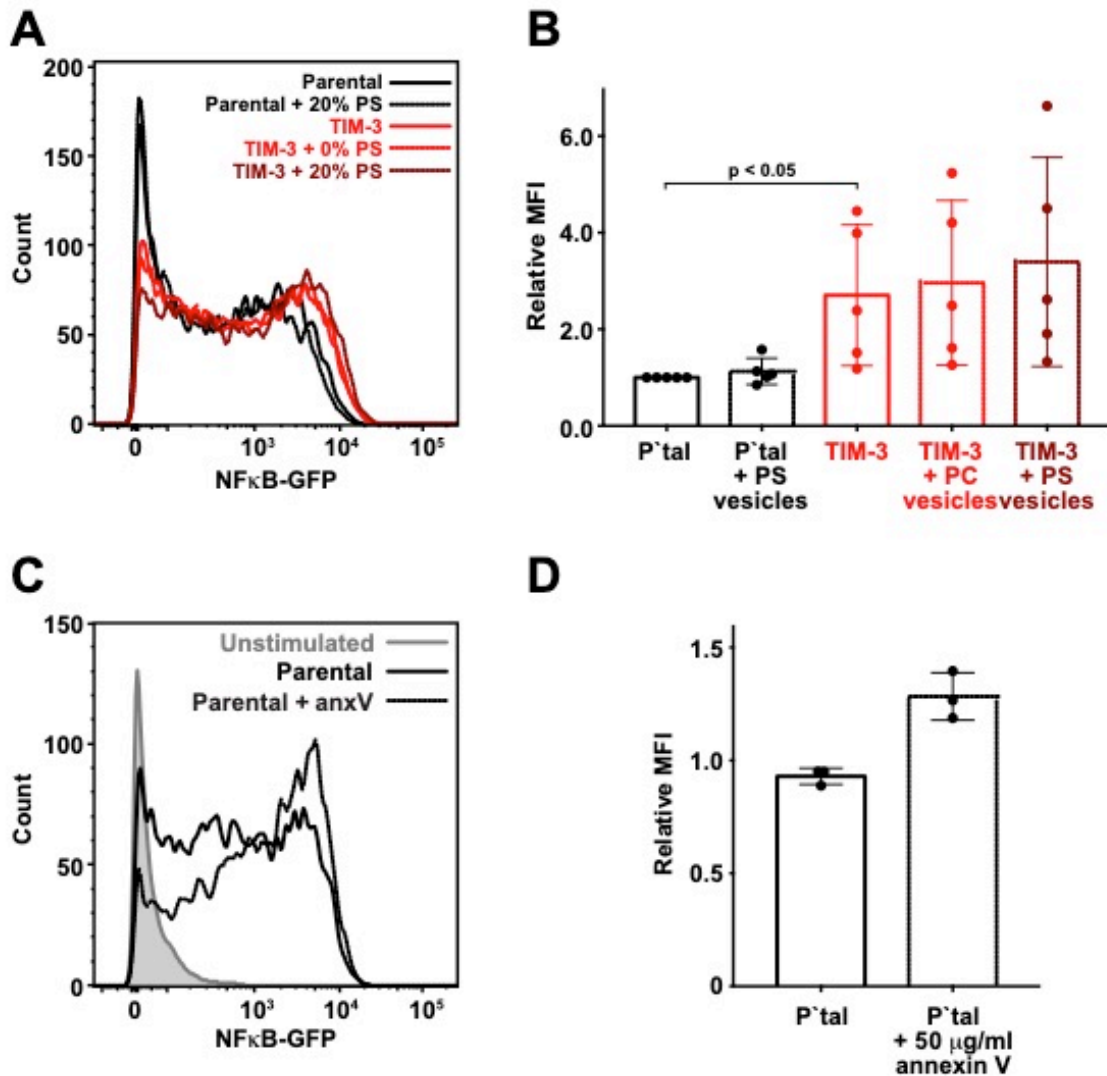 A
200
150
100
50
0
Count
Parental
Parental + 20% PS
TIM-3
TIM-3 + 0% PS
TIM-3 + 20% PS
0 10³ 10⁴ 10⁵
NFκB-GFP
B
6.0
4.0
2.0
0.0
Relative MFI
p < 0.05
P`tal
P`tal
+ PS
vesicles
TIM-3
TIM-3
+ PC
vesicles
TIM-3
+ PS
vesicles
C
150
100
50
0
Count
Unstimulated
Parental
Parental + anxV
0 10³ 10⁴ 10⁵
NFκB-GFP
D
1.5
1.0
0.5
0
Relative MFI
P`tal
P`tal
+ 50 μg/ml
annexin V